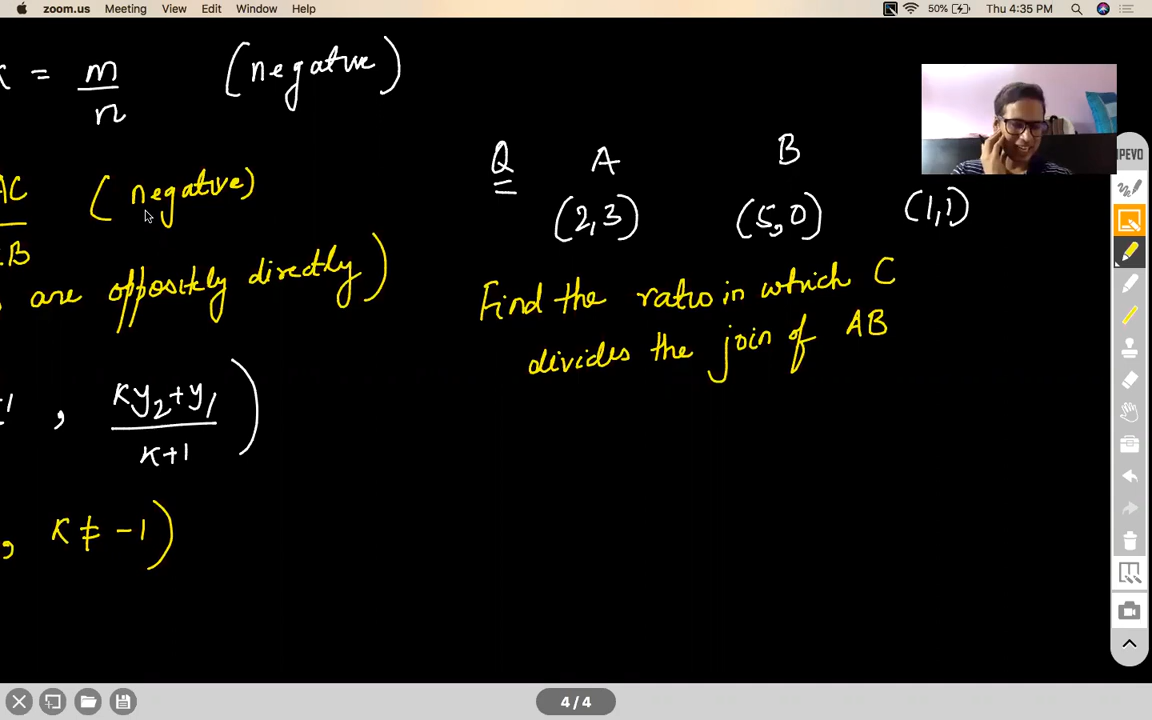 zoom.us Meeting View Edit Window Help 50% Thu 4:35 PM
= m/n (negative)
AC (negative)
are oppositely directly)
, Ky2+y1/K+1 )
, K ≠ -1)
Q A B
(2,3) (5,0) (1,1)
Find the ratio in which C
divides the join of AB
IPEVO
4 / 4